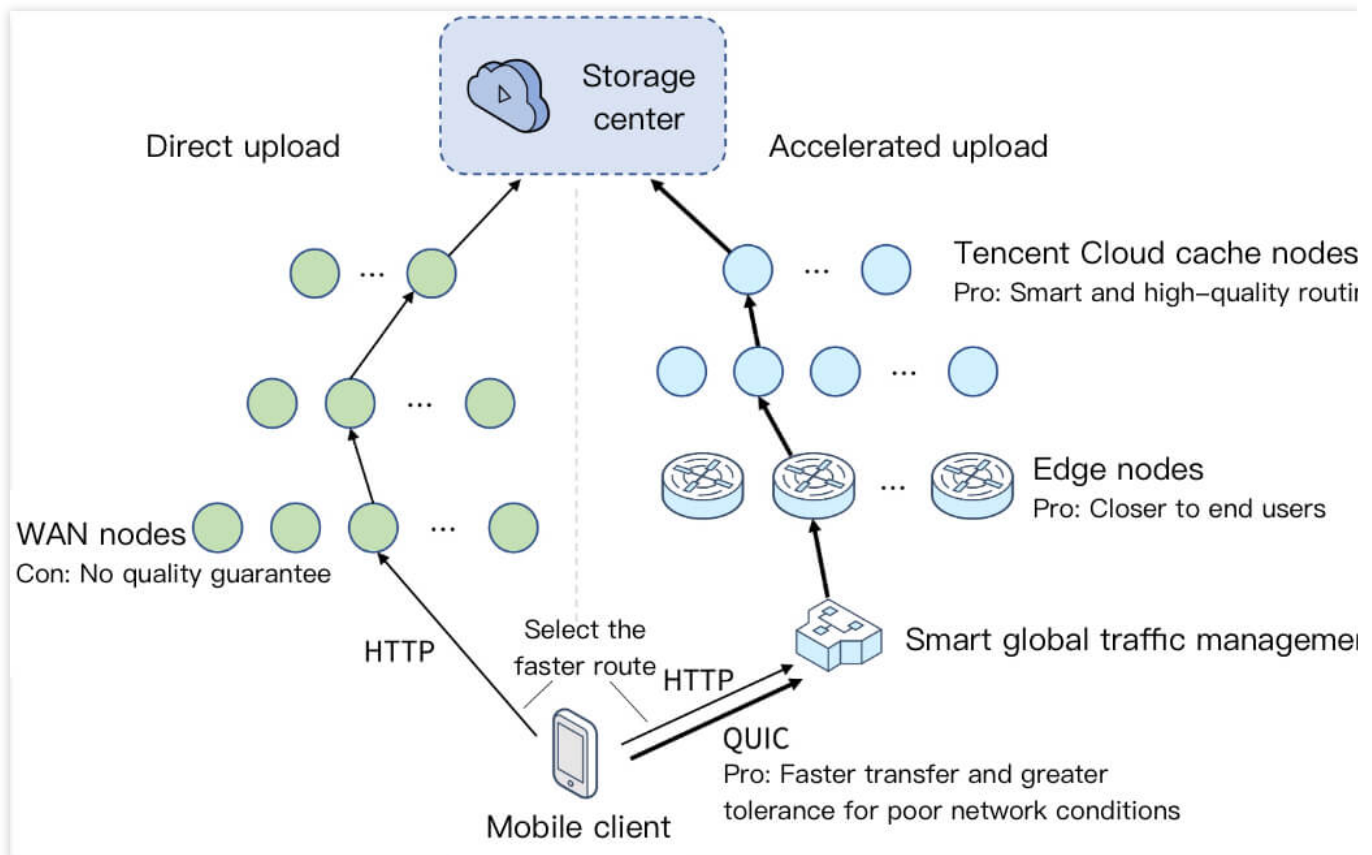 Storage
center
Direct upload
Accelerated upload
...
...
Tencent Cloud cache nodes
Pro: Smart and high-quality routin
...
...
Edge nodes
Pro: Closer to end users
...
WAN nodes
...
Con: No quality guarantee
Select the
faster route
HTTP
HTTP
Smart global traffic managemen
QUIC
Pro: Faster transfer and greater
tolerance for poor network conditions
Mobile client